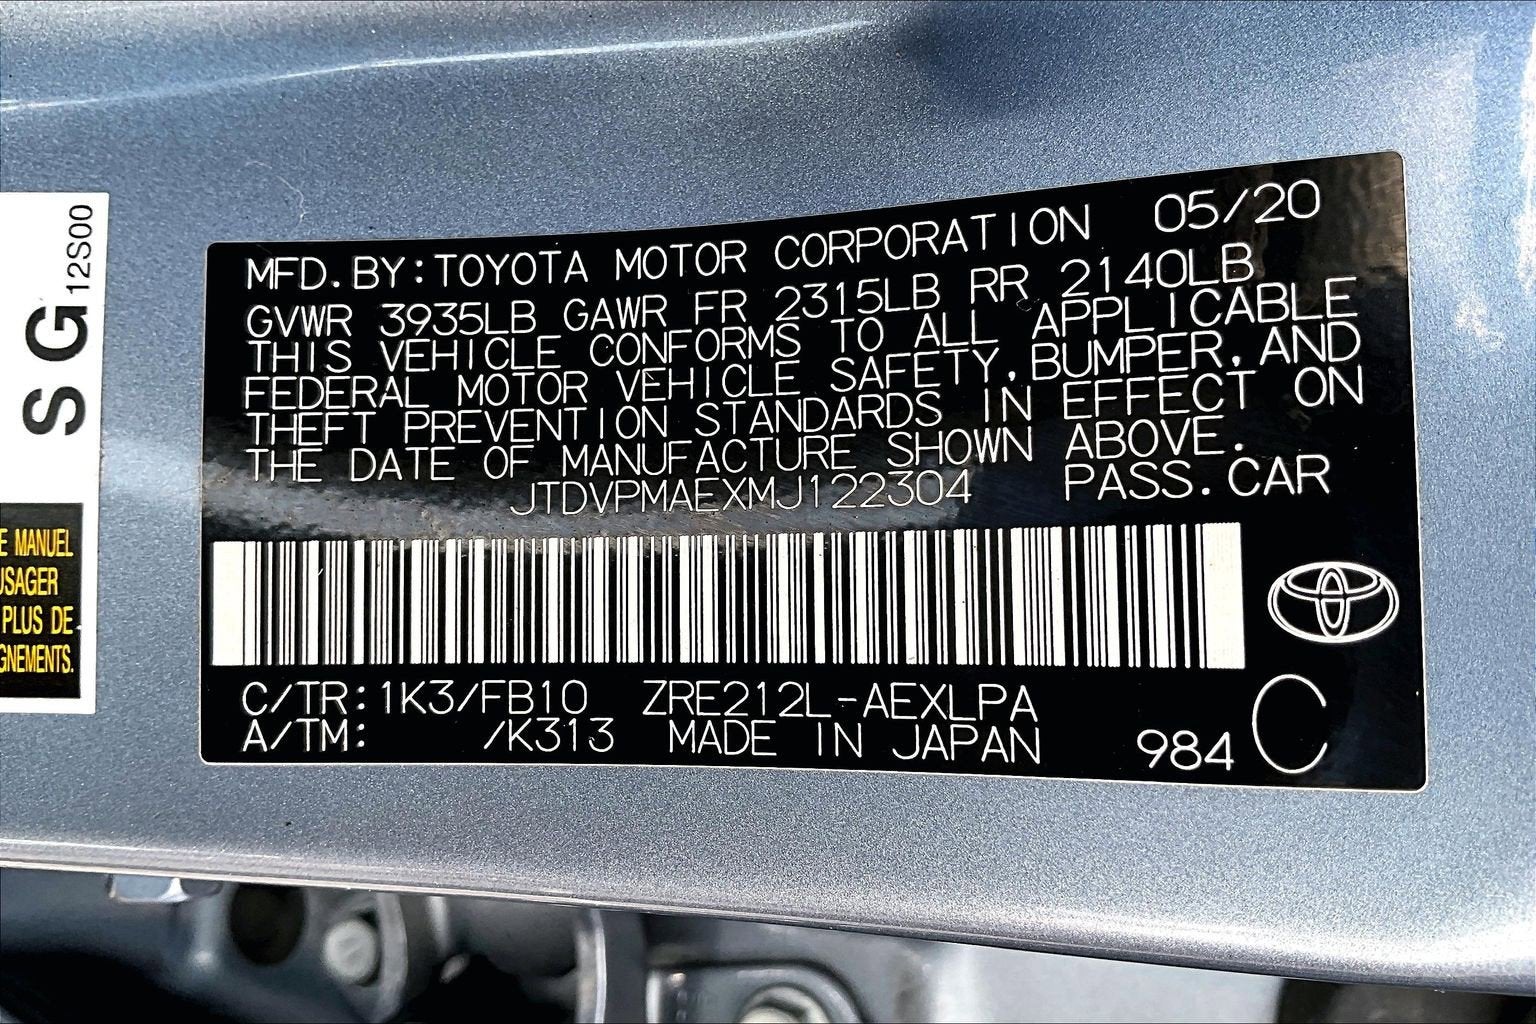 MFD.BY:TOYOTA MOTOR CORPORATION 05/20
GVWR 3935LB GAWR FR 2315LB RR 2140LB
THIS VEHICLE CONFORMS TO ALL APPLICABLE
FEDERAL MOTOR VEHICLE SAFETY,BUMPER,AND
THEFT PREVENTION STANDARDS IN EFFECT ON
THE DATE OF MANUFACTURE SHOWN ABOVE.
JTDVPMAEXMJ122304 PASS.CAR
C/TR:1K3/FB10 ZRE212L-AEXLPA
A/TM: /K313 MADE IN JAPAN 984 C
SG 12S00
E MANUEL
USAGER
PLUS DE
GNEMENTS.